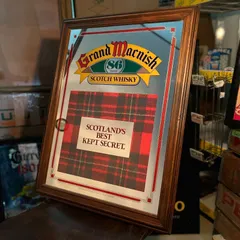 Grand Macnish
86
SCOTCH WHISKY
SCOTLAND'S
BEST
KEPT SECRET.